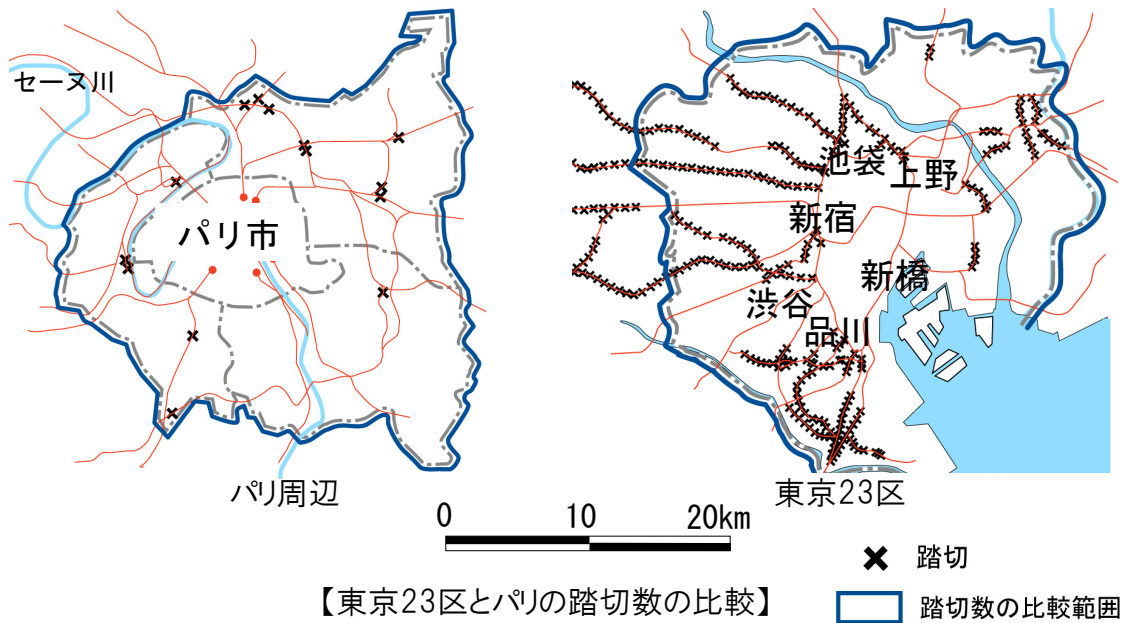 セーヌ川
パリ市
パリ周辺
池袋
上野
新宿
新橋
渋谷
品川
東京23区
0 10 20km
踏切
踏切数の比較範囲
【東京23区とパリの踏切数の比較】